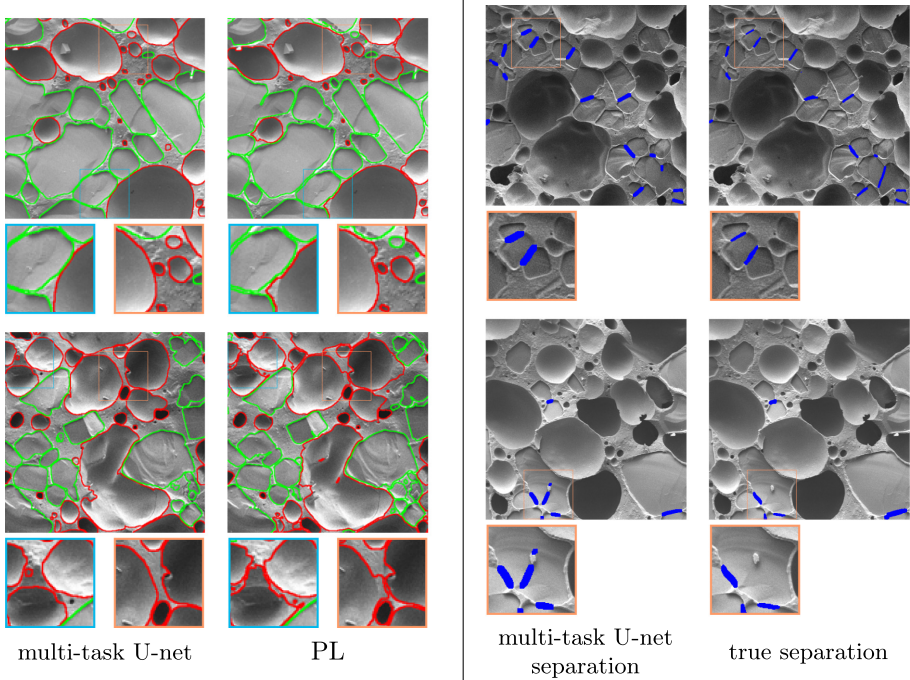 multi-task U-net
PL
multi-task U-net
separation
true separation